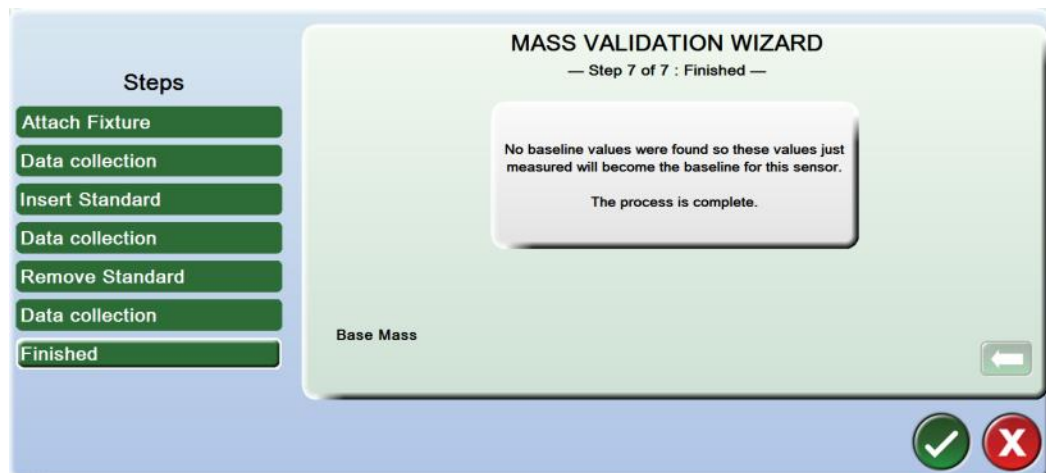 Steps
Attach Fixture
Data collection
Insert Standard
Data collection
Remove Standard
Data collection
Finished
MASS VALIDATION WIZARD
— Step 7 of 7 : Finished —
No baseline values were found so these values just
measured will become the baseline for this sensor.
The process is complete.
Base Mass
X